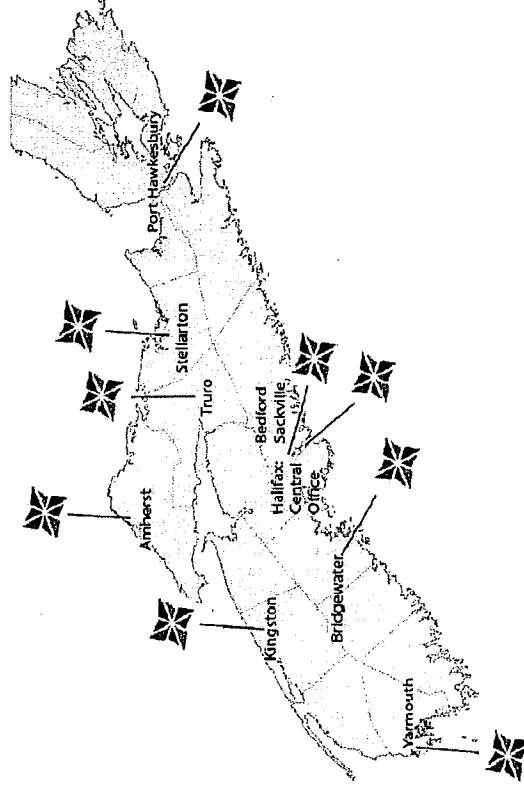 Port Hawkesbury
Stellarton
Truro
Amherst
Bedford
Sackville
Halifax:
Central
Office
Kingston
Bridgewater
Yarmouth